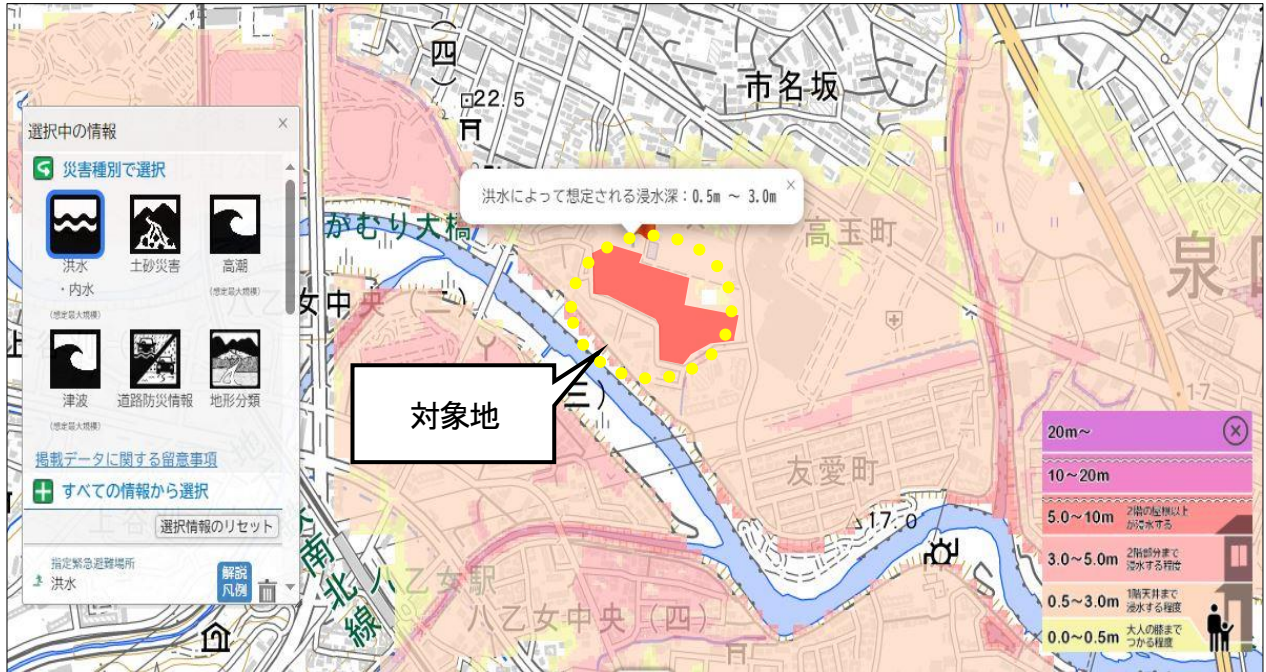 選択中の情報
×
災害種別で選択
洪水
・内水
(想定最大規模)
土砂災害
高潮
(想定最大規模)
津波
(想定最大規模)
道路防災情報
地形分類
掲載データに関する留意事項
すべての情報から選択
選択情報のリセット
指定緊急避難場所
洪水
解説
凡例
(四)
22.5
市名坂
洪水によって想定される浸水深：0.5m ～ 3.0m
×
かむり大橋
高玉町
泉
八乙女中央(二)
対象地
三)
友愛町
17.0
17
南北線
八乙女駅
八乙女中央(四)
20m～
10～20m
5.0～10m 2階の屋根以上
が浸水する
3.0～5.0m 2階部分まで
浸水する程度
0.5～3.0m 1階天井まで
浸水する程度
0.0～0.5m 大人の膝まで
つかる程度